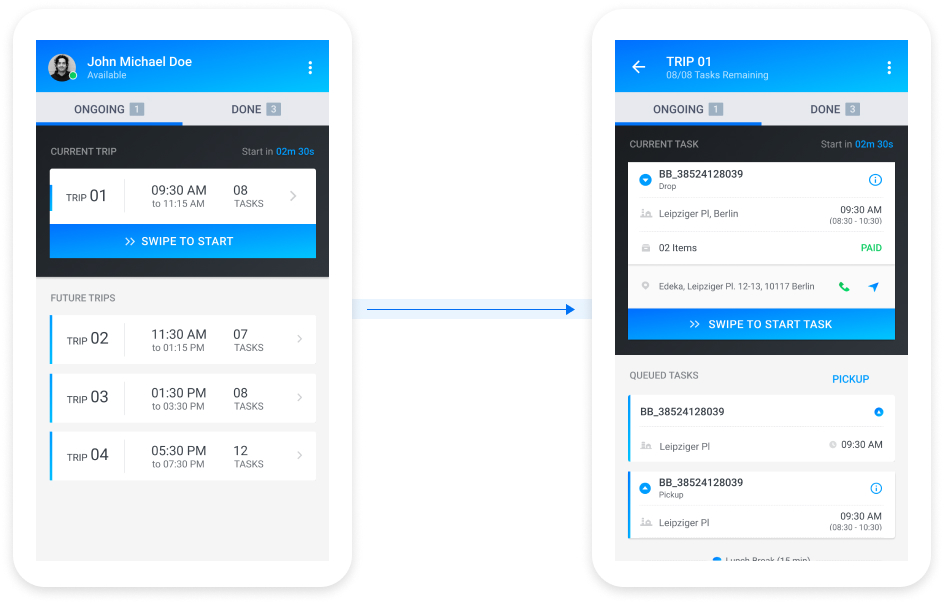 John Michael Doe
Available
ONGOING 1 DONE 3
CURRENT TRIP Start in 02m 30s
TRIP 01 09:30 AM 08
to 11:15 AM TASKS
SWIPE TO START
FUTURE TRIPS
TRIP 02 11:30 AM 07
to 01:15 PM TASKS
TRIP 03 01:30 PM 08
to 03:30 PM TASKS
TRIP 04 05:30 PM 12
to 07:30 PM TASKS
TRIP 01
08/08 Tasks Remaining
ONGOING 1 DONE 3
CURRENT TASK Start in 02m 30s
BB_38524128039
Drop
Leipziger Pl, Berlin 09:30 AM
(08:30 - 10:30)
02 Items PAID
Edeka, Leipziger Pl. 12-13, 10117 Berlin
SWIPE TO START TASK
QUEUED TASKS PICKUP
BB_38524128039
Leipziger Pl 09:30 AM
BB_38524128039
Pickup
Leipziger Pl 09:30 AM
(08:30 - 10:30)
Lunch Break (15 min)